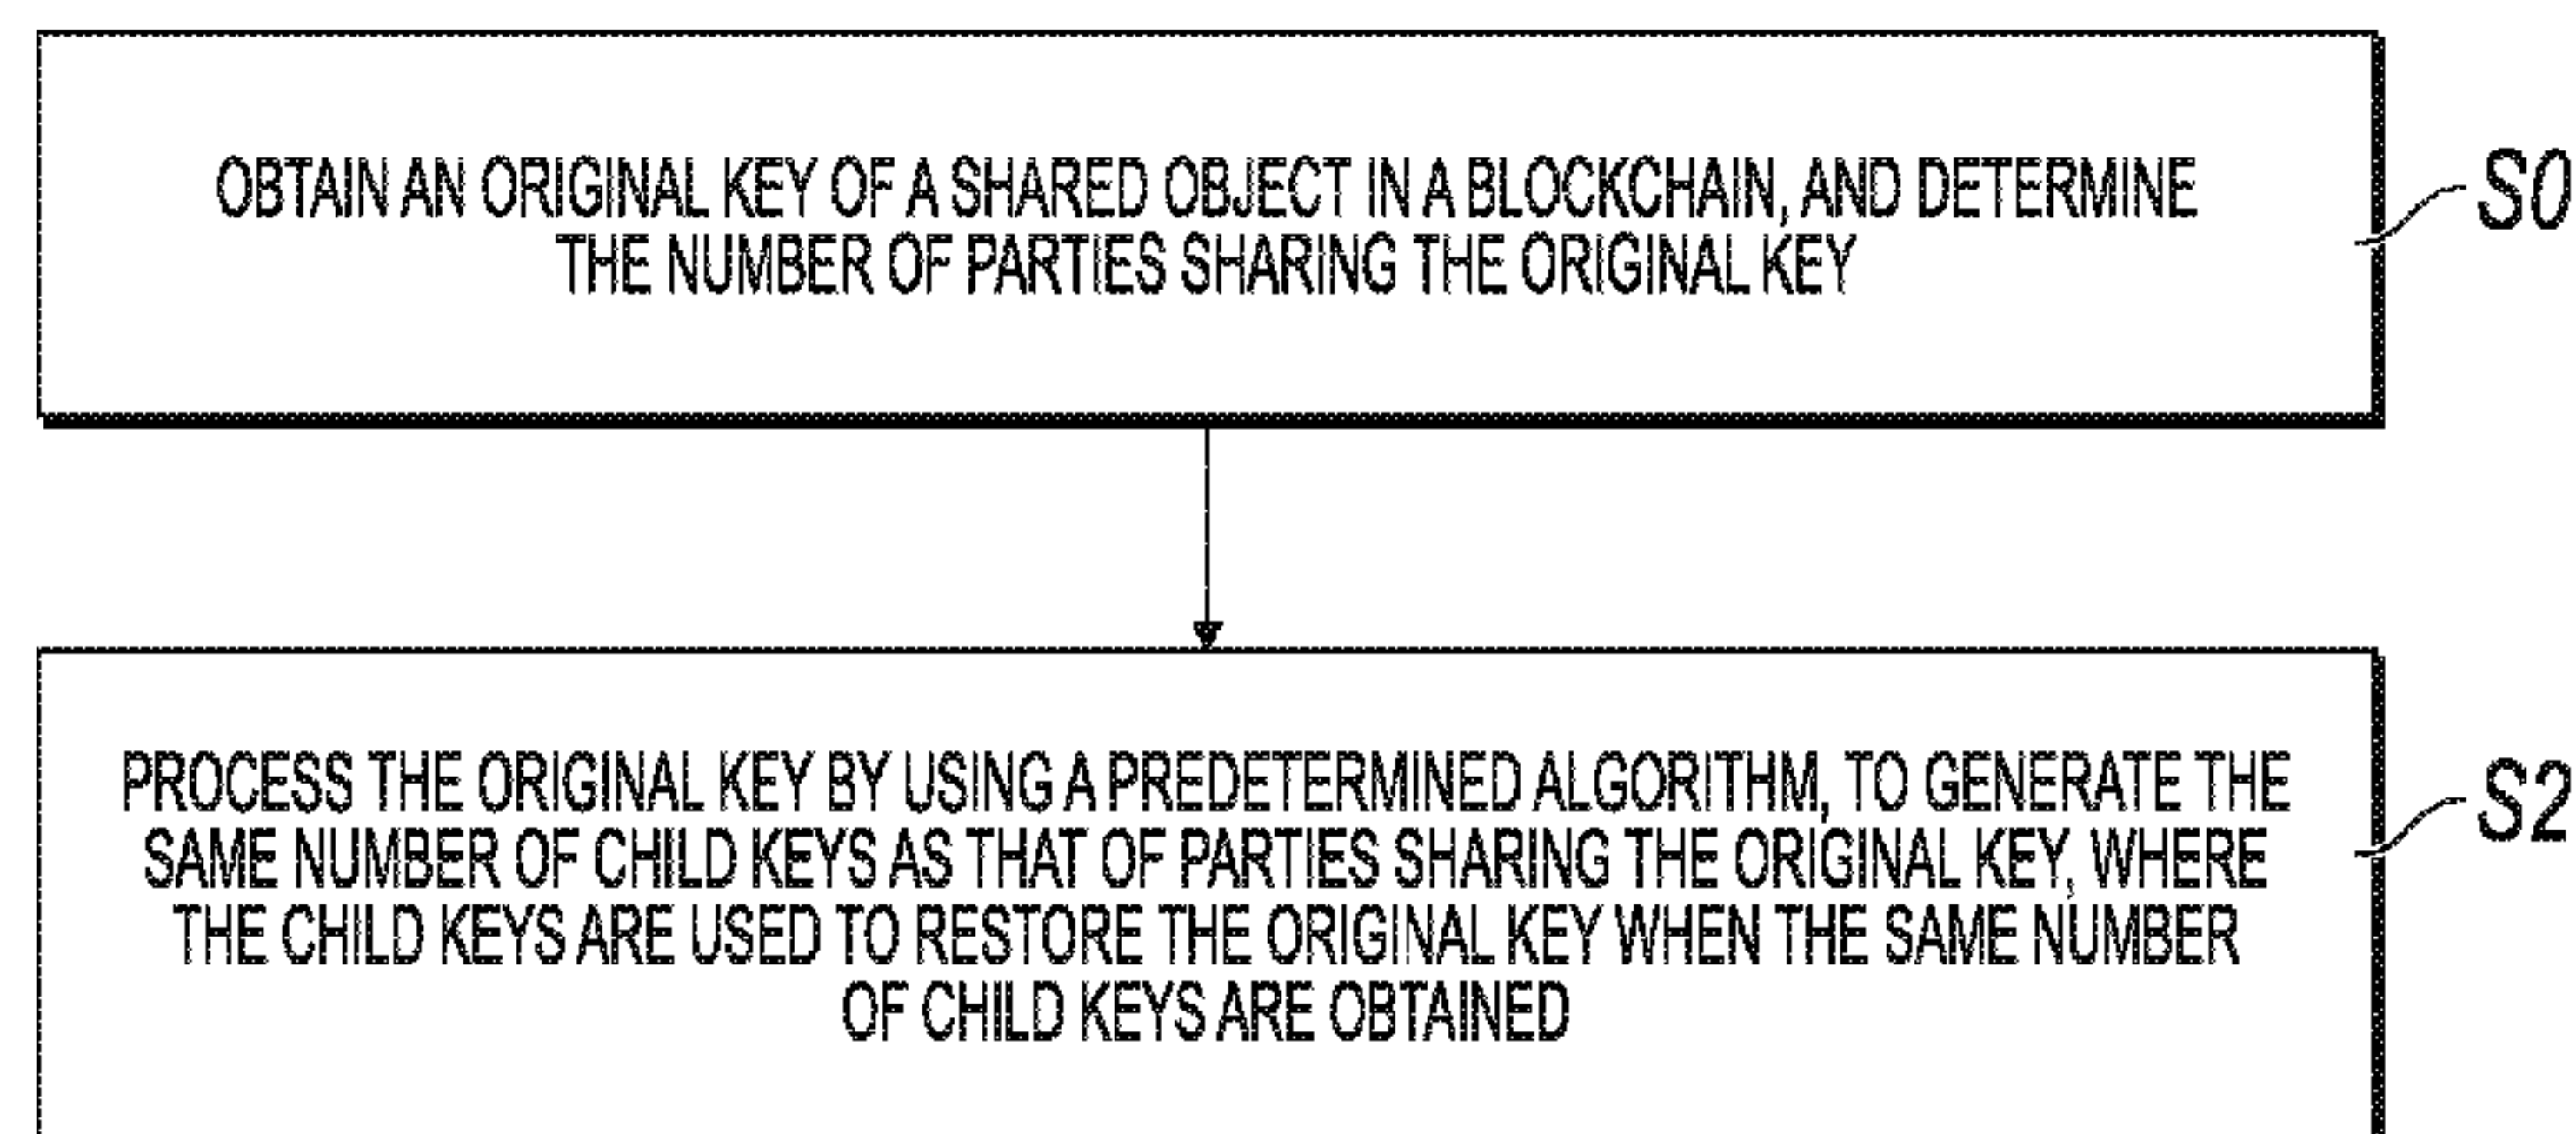 OBTAIN AN ORIGINAL KEY OF A SHARED OBJECT IN A BLOCKCHAIN, AND DETERMINE
THE NUMBER OF PARTIES SHARING THE ORIGINAL KEY
S0
PROCESS THE ORIGINAL KEY BY USING A PREDETERMINED ALGORITHM, TO GENERATE THE
SAME NUMBER OF CHILD KEYS AS THAT OF PARTIES SHARING THE ORIGINAL KEY, WHERE
THE CHILD KEYS ARE USED TO RESTORE THE ORIGINAL KEY WHEN THE SAME NUMBER
OF CHILD KEYS ARE OBTAINED
S2